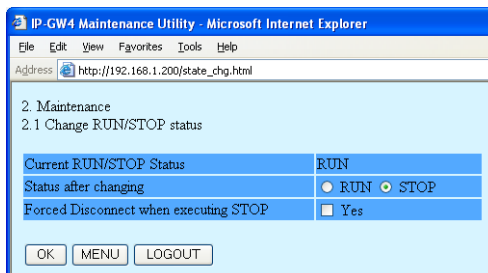 IP-GW4 Maintenance Utility - Microsoft Internet Explorer
File Edit View Favorites Tools Help
Address http://192.168.1.200/state_chg.html
2. Maintenance
2.1 Change RUN/STOP status
Current RUN/STOP Status RUN
Status after changing RUN STOP
Forced Disconnect when executing STOP Yes
OK MENU LOGOUT